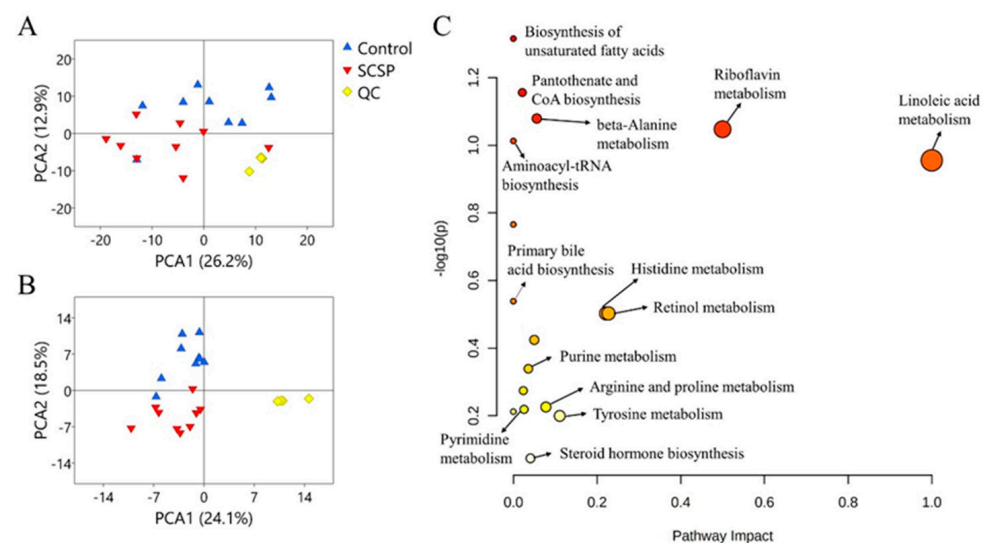 A
20
10
0
-10
-20
PCA2 (12.9%)
-20
-10
0
10
20
PCA1 (26.2%)
Control
SCSP
QC
B
14
7
0
-7
-14
PCA2 (18.5%)
-14
-7
0
7
14
PCA1 (24.1%)
C
1.2
1.0
0.8
0.6
0.4
0.2
-log10(p)
Biosynthesis of
unsaturated fatty acids
Pantothenate and
CoA biosynthesis
beta-Alanine
metabolism
Riboflavin
metabolism
Linoleic acid
metabolism
Aminoacyl-tRNA
biosynthesis
Primary bile
acid biosynthesis
Histidine metabolism
Retinol metabolism
Purine metabolism
Arginine and proline metabolism
Tyrosine metabolism
Pyrimidine
metabolism
Steroid hormone biosynthesis
0.0
0.2
0.4
0.6
0.8
1.0
Pathway Impact